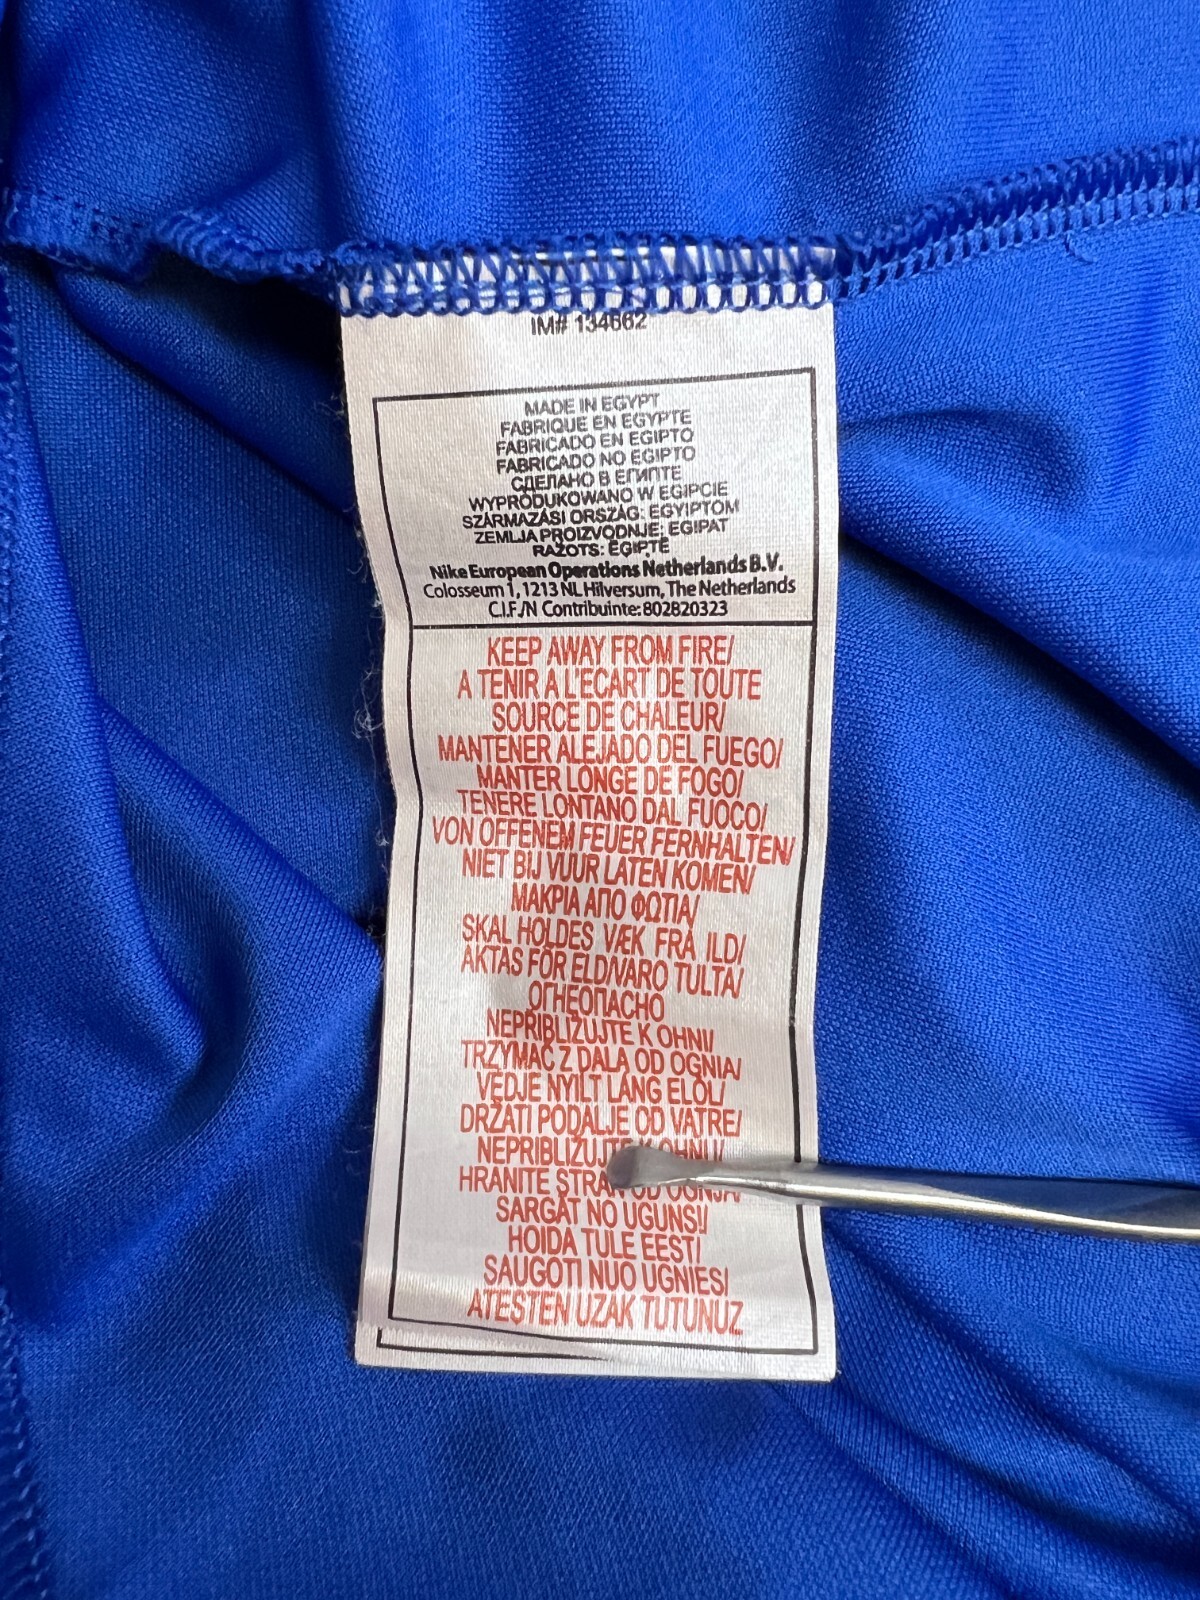 IM# 134662
MADE IN EGYPT
FABRIQUE EN EGYPTE
FABRICADO EN EGIPTO
FABRICADO NO EGIPTO
СДЕЛАНО В ЕГИПТЕ
WYPRODUKOWANO W EGIPCIE
SZÁRMAZÁSI ORSZÁG: EGYIPTOM
ZEMLJA PROIZVODNJE: EGIPAT
RAŽOTS: ĒĢIPTĒ
Nike European Operations Netherlands B.V.
Colosseum 1, 1213 NL Hilversum, The Netherlands
C.I.F./N Contribuinte: 802820323
KEEP AWAY FROM FIRE/
A TENIR A L'ECART DE TOUTE
SOURCE DE CHALEUR/
MANTENER ALEJADO DEL FUEGO/
MANTER LONGE DE FOGO/
TENERE LONTANO DAL FUOCO/
VON OFFENEM FEUER FERNHALTEN/
NIET BIJ VUUR LATEN KOMEN/
ΜΑΚΡΙΑ ΑΠΟ ΦΩΤΙΑ/
SKAL HOLDES VÆK FRA ILD/
AKTAS FÖR ELD/VARO TULTA/
ОГНЕОПАСНО
NEPŘIBLIŽUJTE K OHNI/
TRZYMAĆ Z DALA OD OGNIA/
VÉDJE NYÍLT LÁNG ELŐL/
DRŽATI PODALJE OD VATRE/
NEPRIBLIŽUJTE K OHNU/
HRANITE STRAN OD OGNJA/
SARGĀT NO UGUNS/
HOIDA TULE EEST/
SAUGOTI NUO UGNIES/
ATEŞTEN UZAK TUTUNUZ